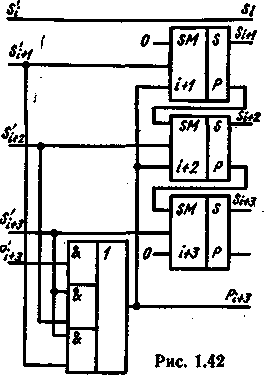 S'i Si
S'i+1 0 SM S Si+1
i+1 P
S'i+2 SM S Si+2
i+2 P
S'i+3 SM S Si+3
P'i+3 & 1 0 i+3 P
&
Pi+3
&
Рис. 1.42